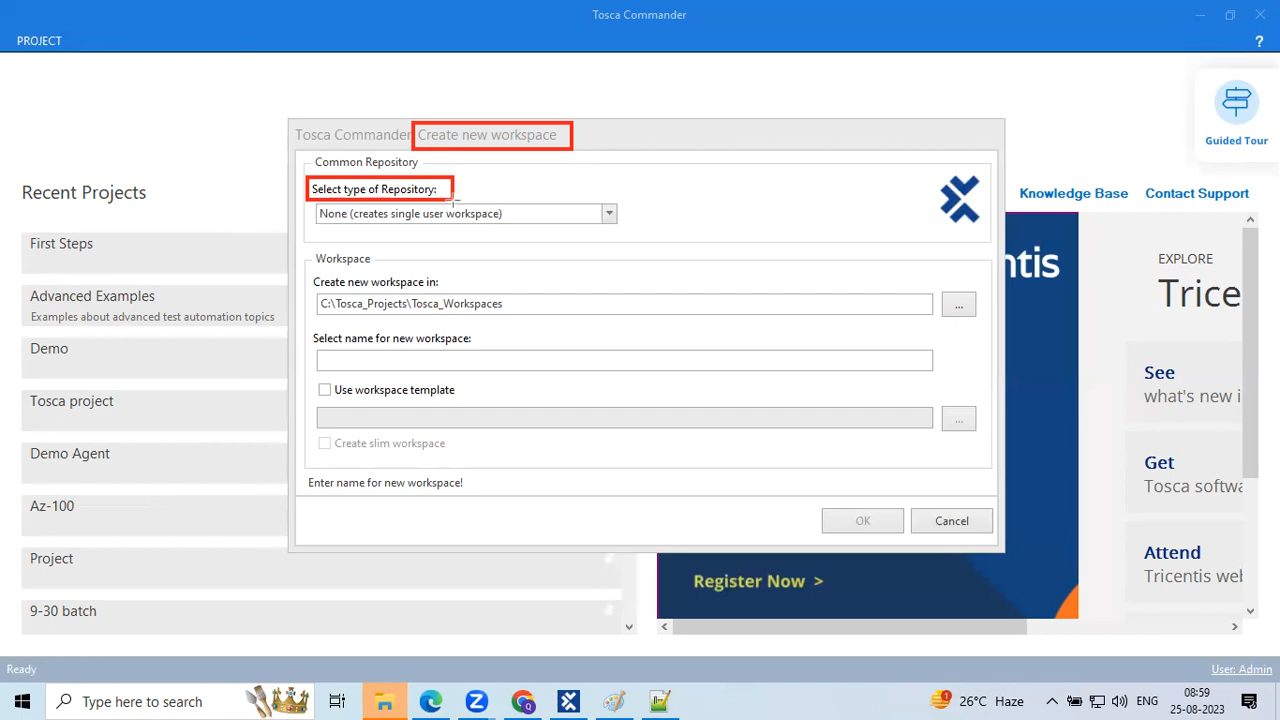 Tosca Commander
PROJECT
?
Guided Tour
Recent Projects
Knowledge Base
Contact Support
First Steps
Advanced Examples
Examples about advanced test automation topics
Demo
Tosca project
Demo Agent
Az-100
Project
9-30 batch
Tosca Commander Create new workspace
Common Repository
Select type of Repository:
None (creates single user workspace)
Workspace
Create new workspace in:
C:\Tosca_Projects\Tosca_Workspaces
...
Select name for new workspace:
Use workspace template
...
Create slim workspace
Enter name for new workspace!
OK
Cancel
ntis
Register Now >
EXPLORE
Trice
See
what's new i
Get
Tosca softw
Attend
Tricentis wel
Ready
User: Admin
Type here to search
1
26°C Haze
ENG
08:59
25-08-2023